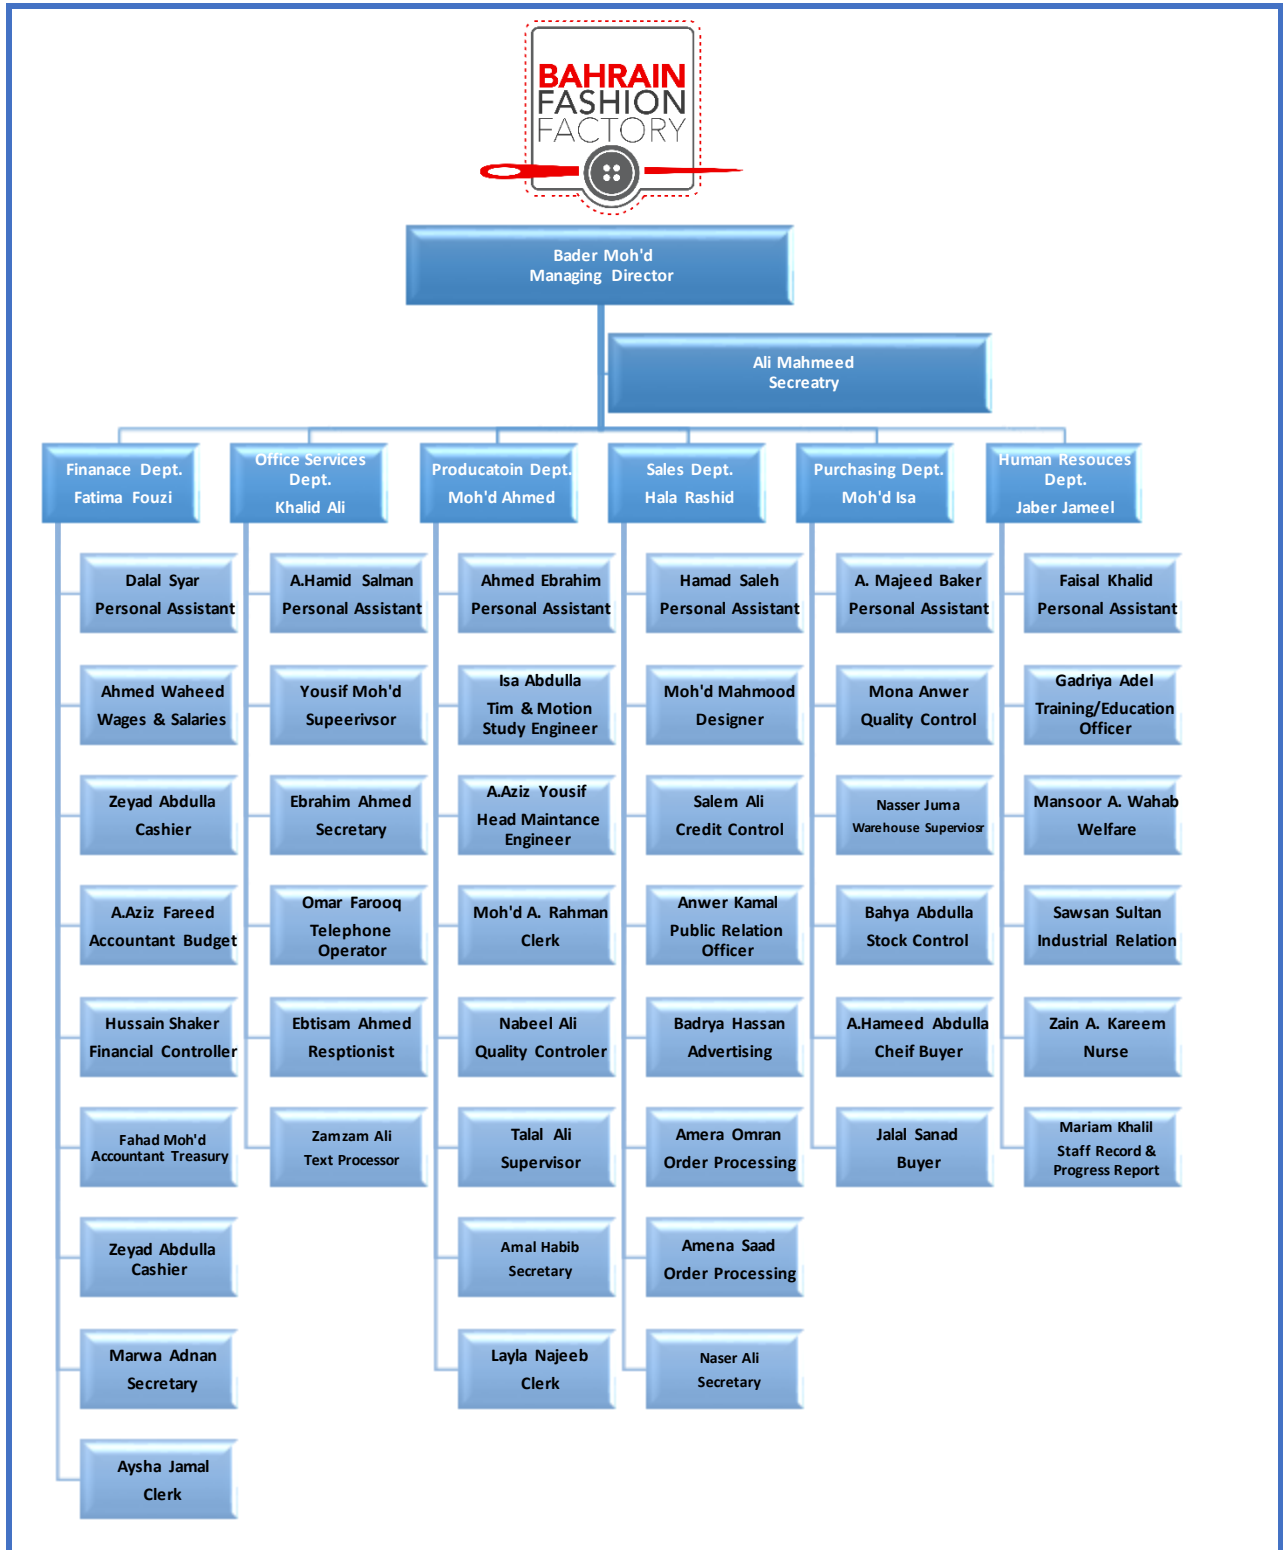 BAHRAIN
FASHION
FACTORY
Bader Moh'd
Managing Director
Ali Mahmeed
Secreatry
Finanace Dept.
Fatima Fouzi
Dalal Syar
Personal Assistant
Ahmed Waheed
Wages & Salaries
Zeyad Abdulla
Cashier
A.Aziz Fareed
Accountant Budget
Hussain Shaker
Financial Controller
Fahad Moh'd
Accountant Treasury
Zeyad Abdulla
Cashier
Marwa Adnan
Secretary
Aysha Jamal
Clerk
Office Services
Dept.
Khalid Ali
A.Hamid Salman
Personal Assistant
Yousif Moh'd
Supeerivsor
Ebrahim Ahmed
Secretary
Omar Farooq
Telephone
Operator
Ebtisam Ahmed
Resptionist
Zamzam Ali
Text Processor
Producatoin Dept.
Moh'd Ahmed
Ahmed Ebrahim
Personal Assistant
Isa Abdulla
Tim & Motion
Study Engineer
A.Aziz Yousif
Head Maintance
Engineer
Moh'd A. Rahman
Clerk
Nabeel Ali
Quality Controler
Talal Ali
Supervisor
Amal Habib
Secretary
Layla Najeeb
Clerk
Sales Dept.
Hala Rashid
Hamad Saleh
Personal Assistant
Moh'd Mahmood
Designer
Salem Ali
Credit Control
Anwer Kamal
Public Relation
Officer
Badrya Hassan
Advertising
Amera Omran
Order Processing
Amena Saad
Order Processing
Naser Ali
Secretary
Purchasing Dept.
Moh'd Isa
A. Majeed Baker
Personal Assistant
Mona Anwer
Quality Control
Nasser Juma
Warehouse Superviosr
Bahya Abdulla
Stock Control
A.Hameed Abdulla
Cheif Buyer
Jalal Sanad
Buyer
Human Resouces
Dept.
Jaber Jameel
Faisal Khalid
Personal Assistant
Gadriya Adel
Training/Education
Officer
Mansoor A. Wahab
Welfare
Sawsan Sultan
Industrial Relation
Zain A. Kareem
Nurse
Mariam Khalil
Staff Record &
Progress Report